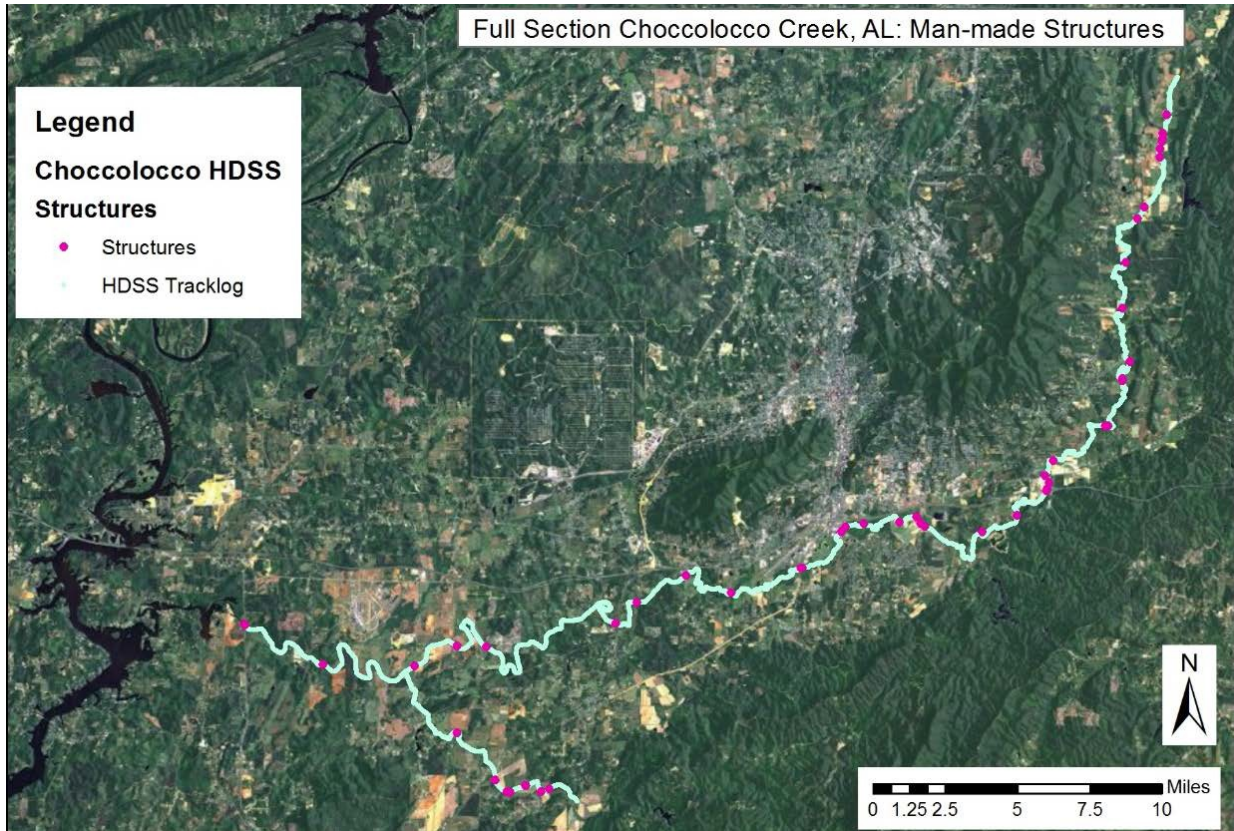 Full Section Choccolocco Creek, AL: Man-made Structures
Legend
Choccolocco HDSS
Structures
Structures
HDSS Tracklog
N
Miles
0 1.25 2.5 5 7.5 10